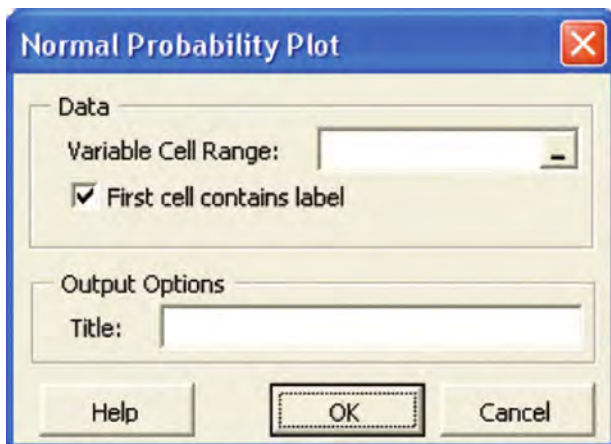 Normal Probability Plot
Data
Variable Cell Range:
First cell contains label
Output Options
Title:
Help
OK
Cancel